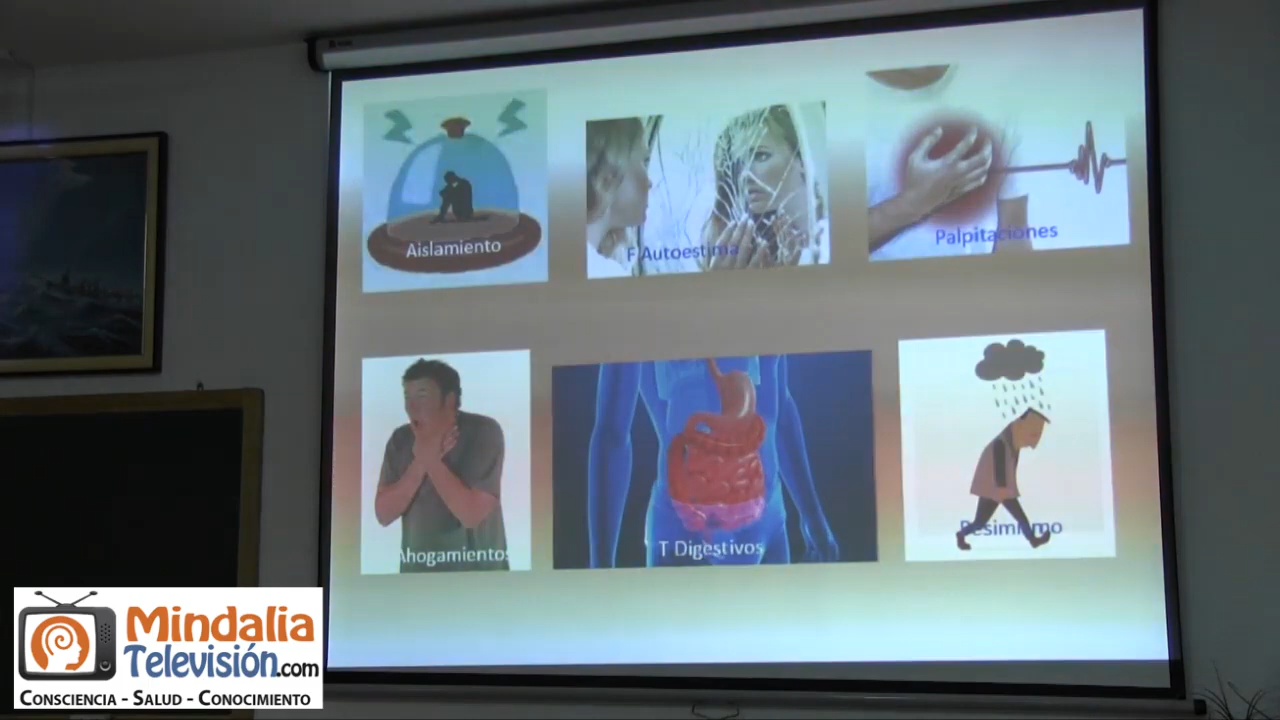 Aislamiento
F Autoestima
Palpitaciones
Ahogamientos
T Digestivos
Pesimismo
Mindalia
Televisión.com
CONSCIENCIA - SALUD - CONOCIMIENTO